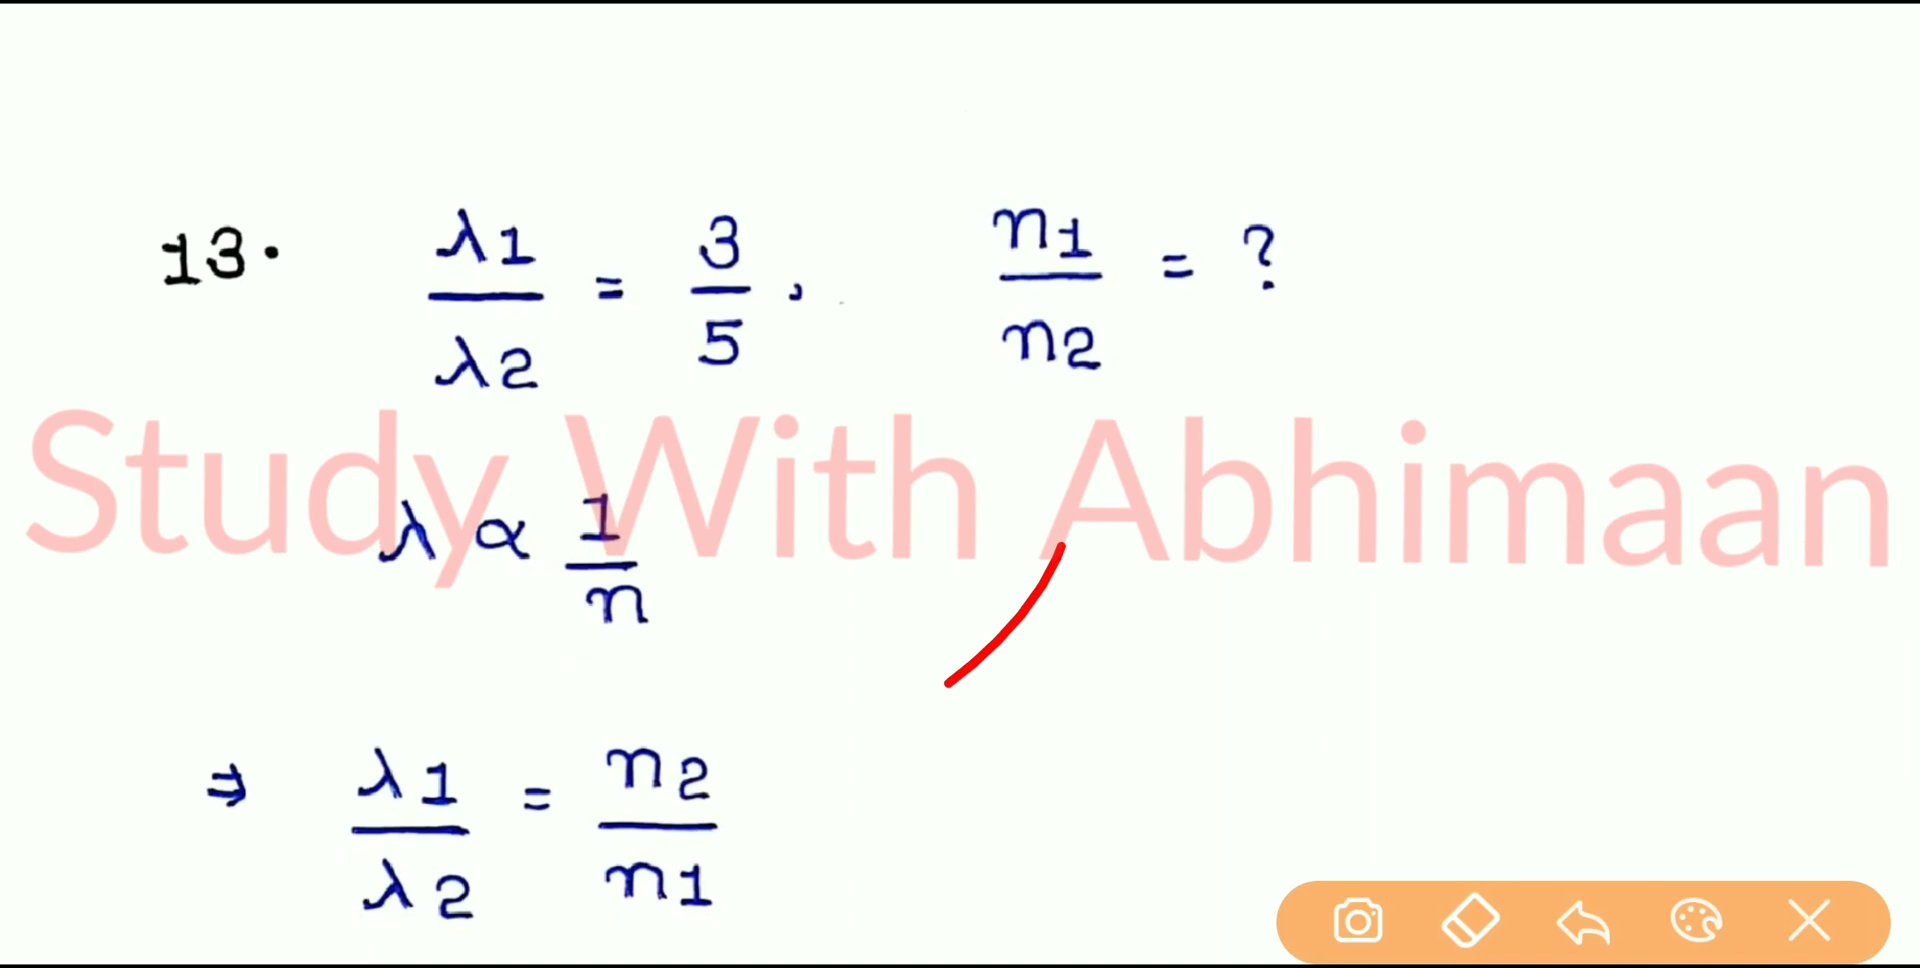 13. λ1/λ2 = 3/5, n1/n2 = ?
Study With Abhimaan
λ ∝ 1/n
⇒ λ1/λ2 = n2/n1